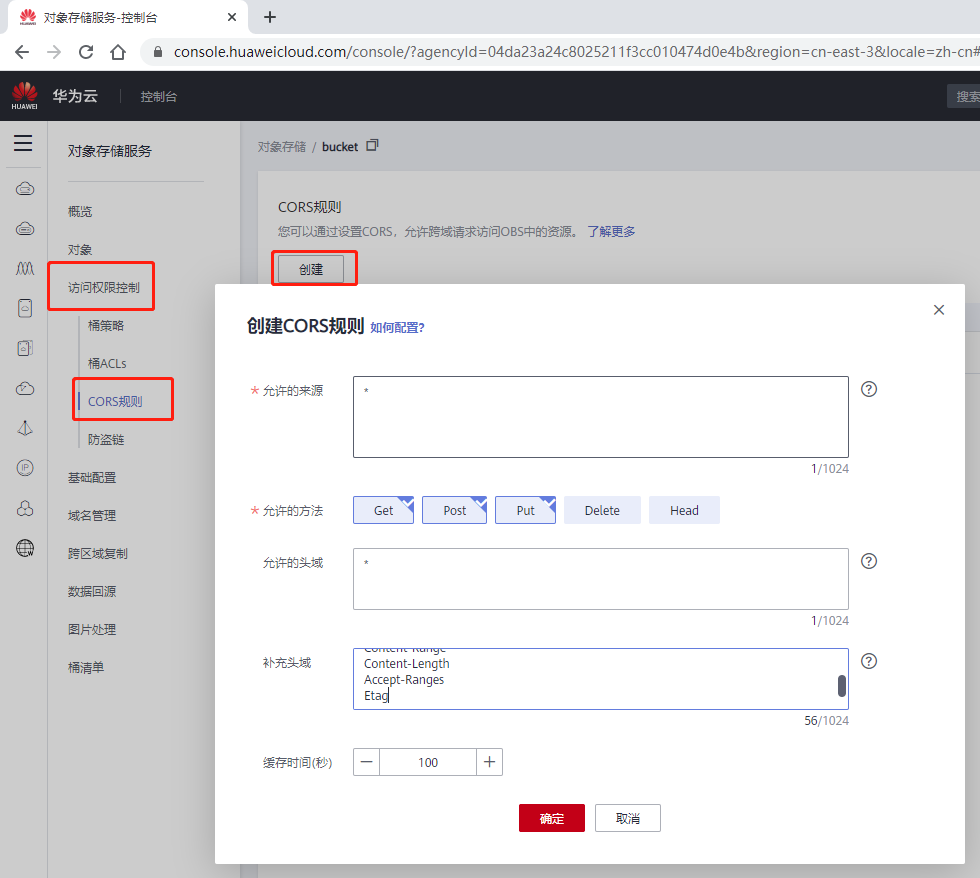 对象存储服务-控制台
console.huaweicloud.com/console/?agencyId=04da23a24c8025211f3cc010474d0e4b&region=cn-east-3&locale=zh-cn#
HUAWEI
华为云
控制台
搜索
对象存储服务
概览
对象
访问权限控制
桶策略
桶ACLs
CORS规则
防盗链
基础配置
域名管理
跨区域复制
数据回源
图片处理
桶清单
IP
对象存储 / bucket
CORS规则
您可以通过设置CORS，允许跨域请求访问OBS中的资源。 了解更多
创建
创建CORS规则 如何配置?
* 允许的来源
*
1/1024
* 允许的方法
Get Post Put Delete Head
允许的头域
*
1/1024
补充头域
Content-Range
Content-Length
Accept-Ranges
Etag
56/1024
缓存时间(秒)
100
确定 取消